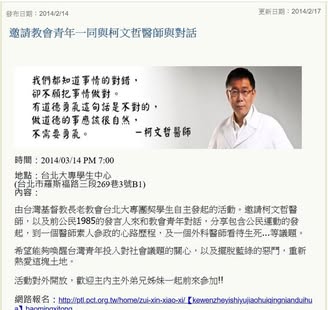 發布日期：2014/2/14
更新日期：2014/2/17
邀請教會青年一同與柯文哲醫師與對話
我們都知道事情的對錯，
卻不願把事情做對。
有道德勇氣這句話是不對的，
做道德的事應該很自然，
不需要勇氣。
－柯文哲醫師
時間：2014/03/14 PM 7:00
地點：台北大專學生中心
(台北市羅斯福路三段269巷3號B1)
內容：
由台灣基督教長老教會台北大專團契學生自主發起的活動。邀請柯文哲醫
師，以及前公民1985的發言人來和教會青年對話，分享包含公民運動的發
起，到一個醫師素人參政的心路歷程，及一個外科醫師看待生死...等議題。
希望能夠喚醒台灣青年投入對社會議題的關心，以及擺脫藍綠的惡鬥，重新
熱愛這塊土地。
活動對外開放，歡迎主內主外弟兄姊妹一起前來參加!!
網路報名：http://ptl.pct.org.tw/home/zui-xin-xiao-xi/【kewenzheyishiyujiaohuiqingnianduihu
a】baomingxitong